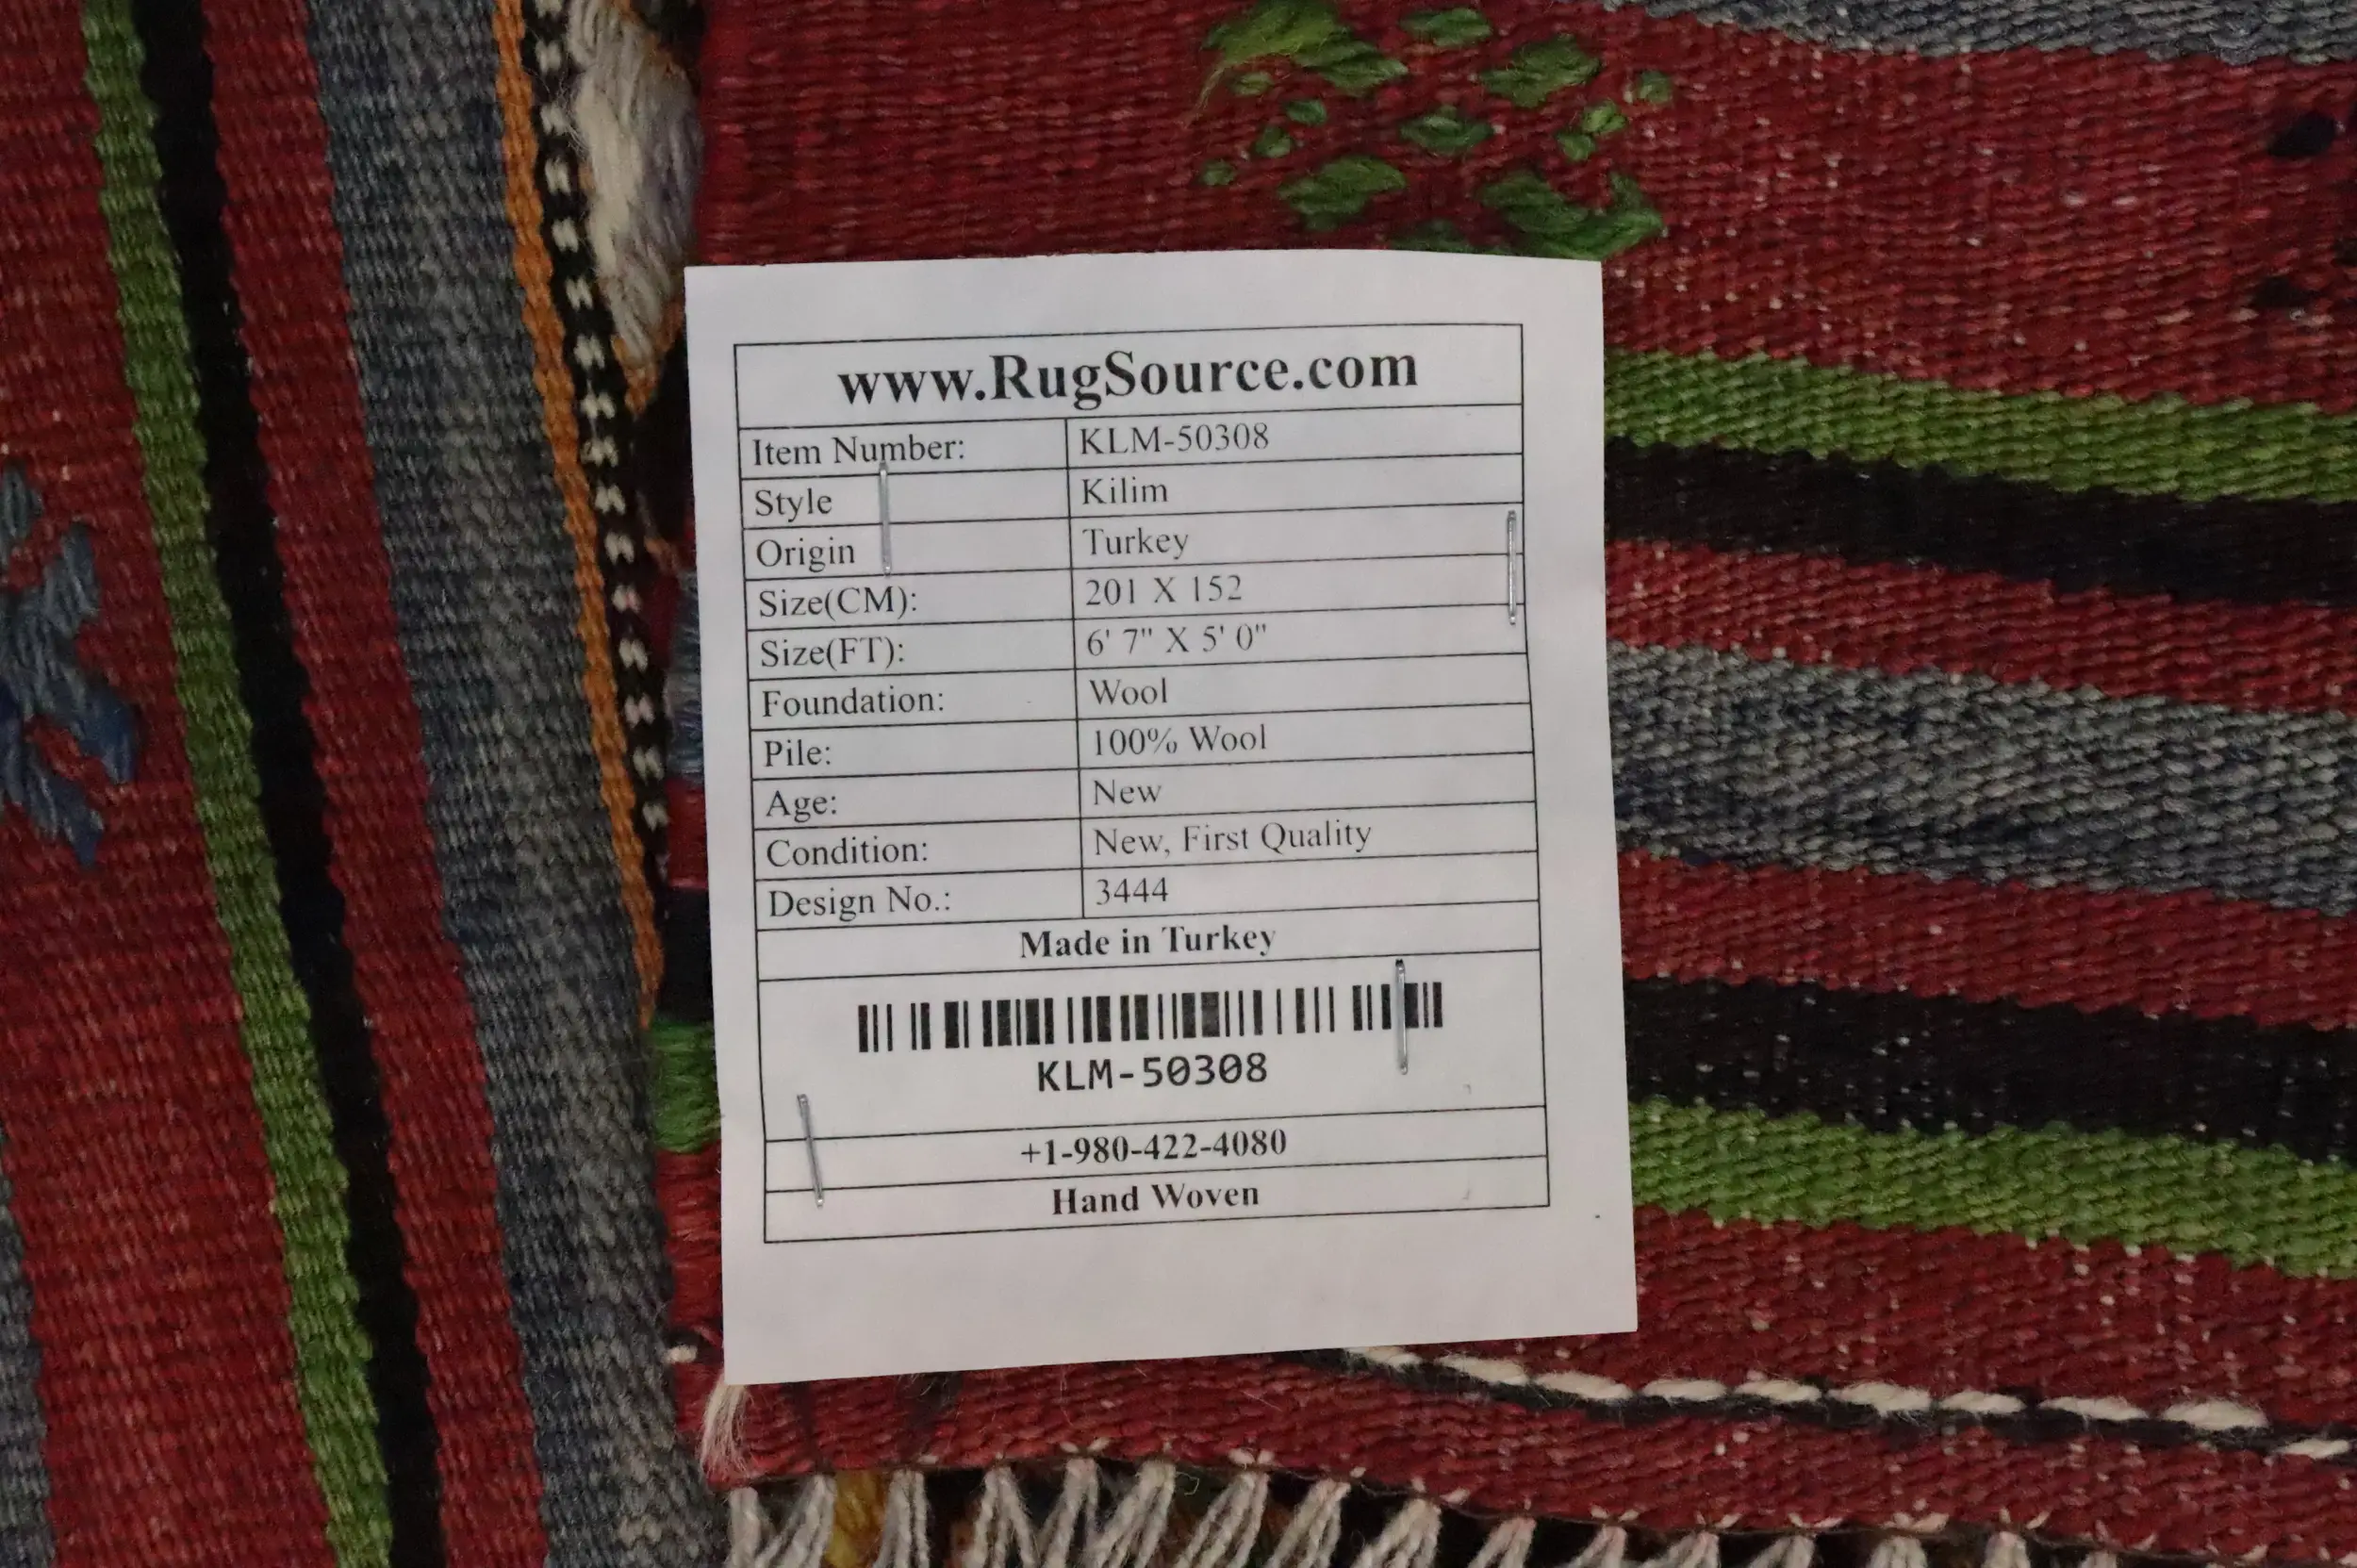 www.RugSource.com
Item Number: KLM-50308
Style Kilim
Origin Turkey
Size(CM): 201 X 152
Size(FT): 6' 7" X 5' 0"
Foundation: Wool
Pile: 100% Wool
Age: New
Condition: New, First Quality
Design No.: 3444
Made in Turkey
KLM-50308
+1-980-422-4080
Hand Woven